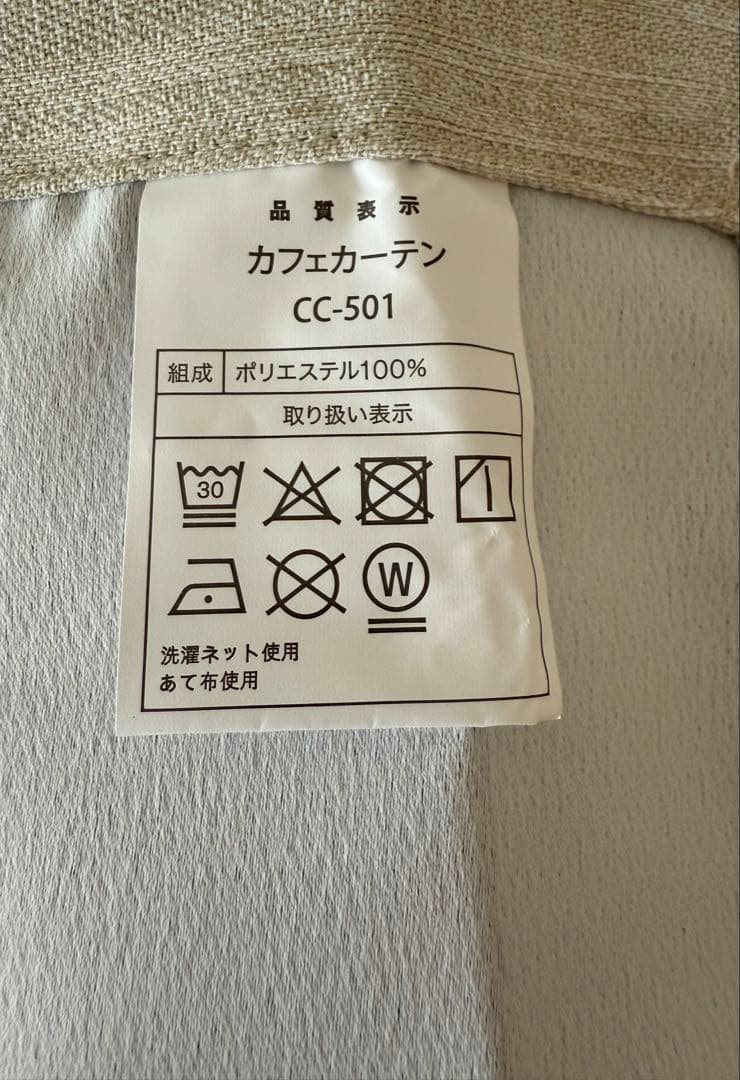 品質表示
カフェカーテン
CC-501
組成 ポリエステル100%
取り扱い表示
30
W
洗濯ネット使用
あて布使用